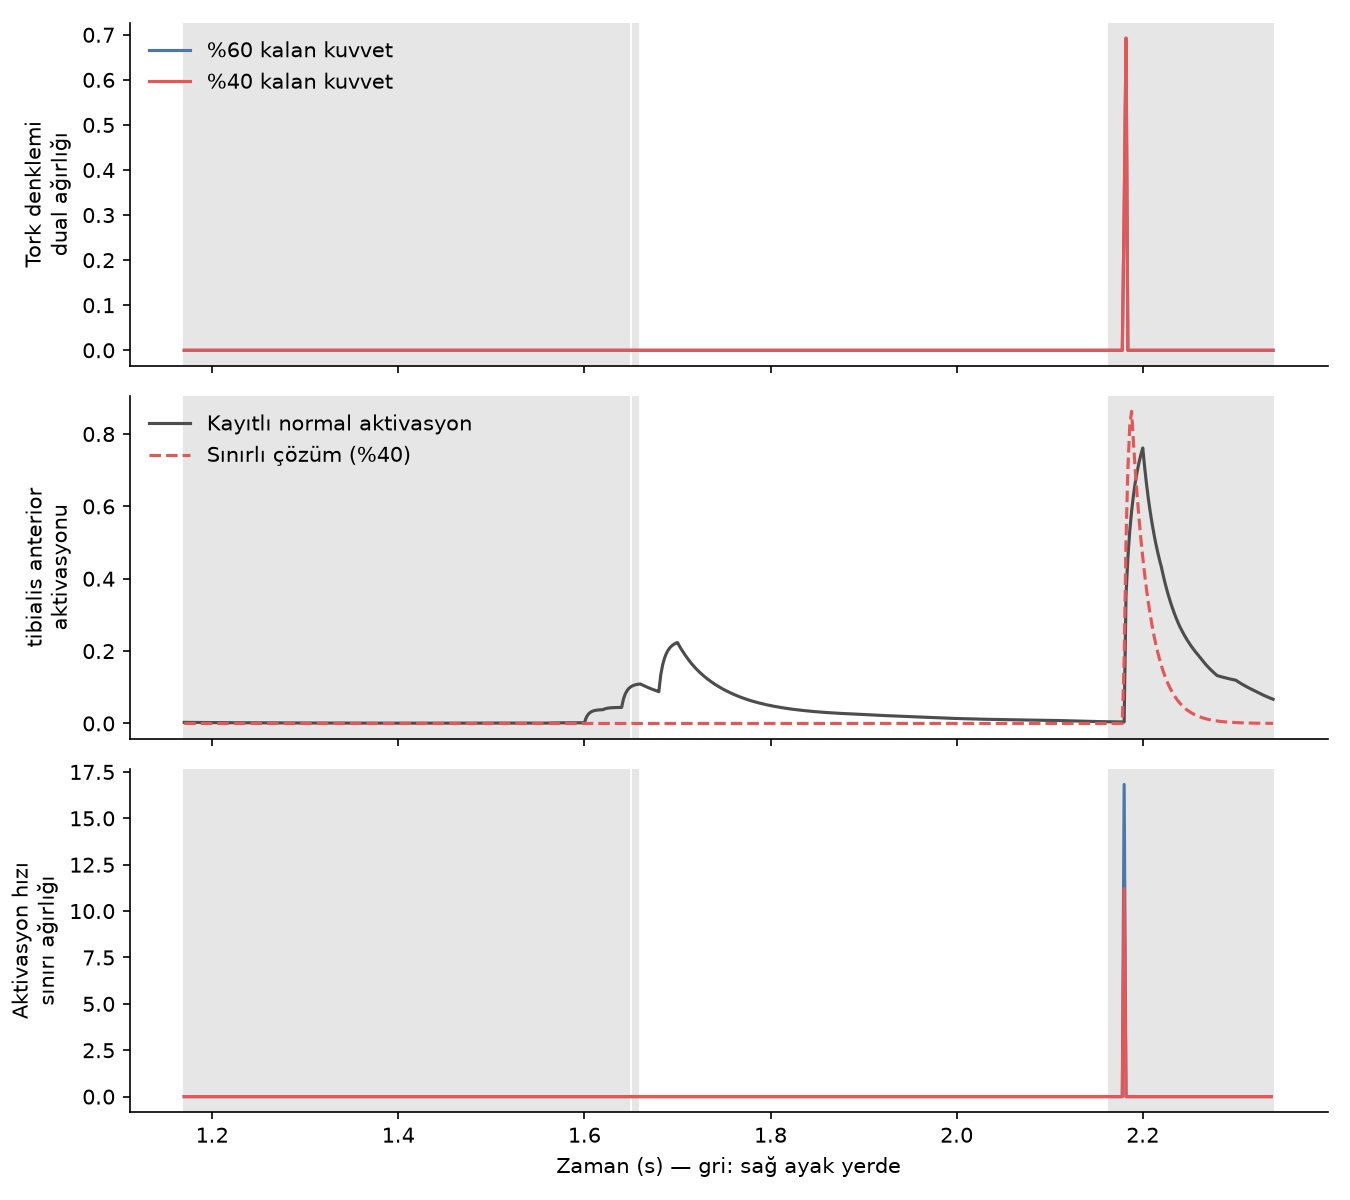 Tork denklemi
dual ağırlığı
0.7
0.6
0.5
0.4
0.3
0.2
0.1
0.0
%60 kalan kuvvet
%40 kalan kuvvet
tibialis anterior
aktivasyonu
0.8
0.6
0.4
0.2
0.0
Kayıtlı normal aktivasyon
Sınırlı çözüm (%40)
Aktivasyon hızı
sınırı ağırlığı
17.5
15.0
12.5
10.0
7.5
5.0
2.5
0.0
1.2 1.4 1.6 1.8 2.0 2.2
Zaman (s) — gri: sağ ayak yerde